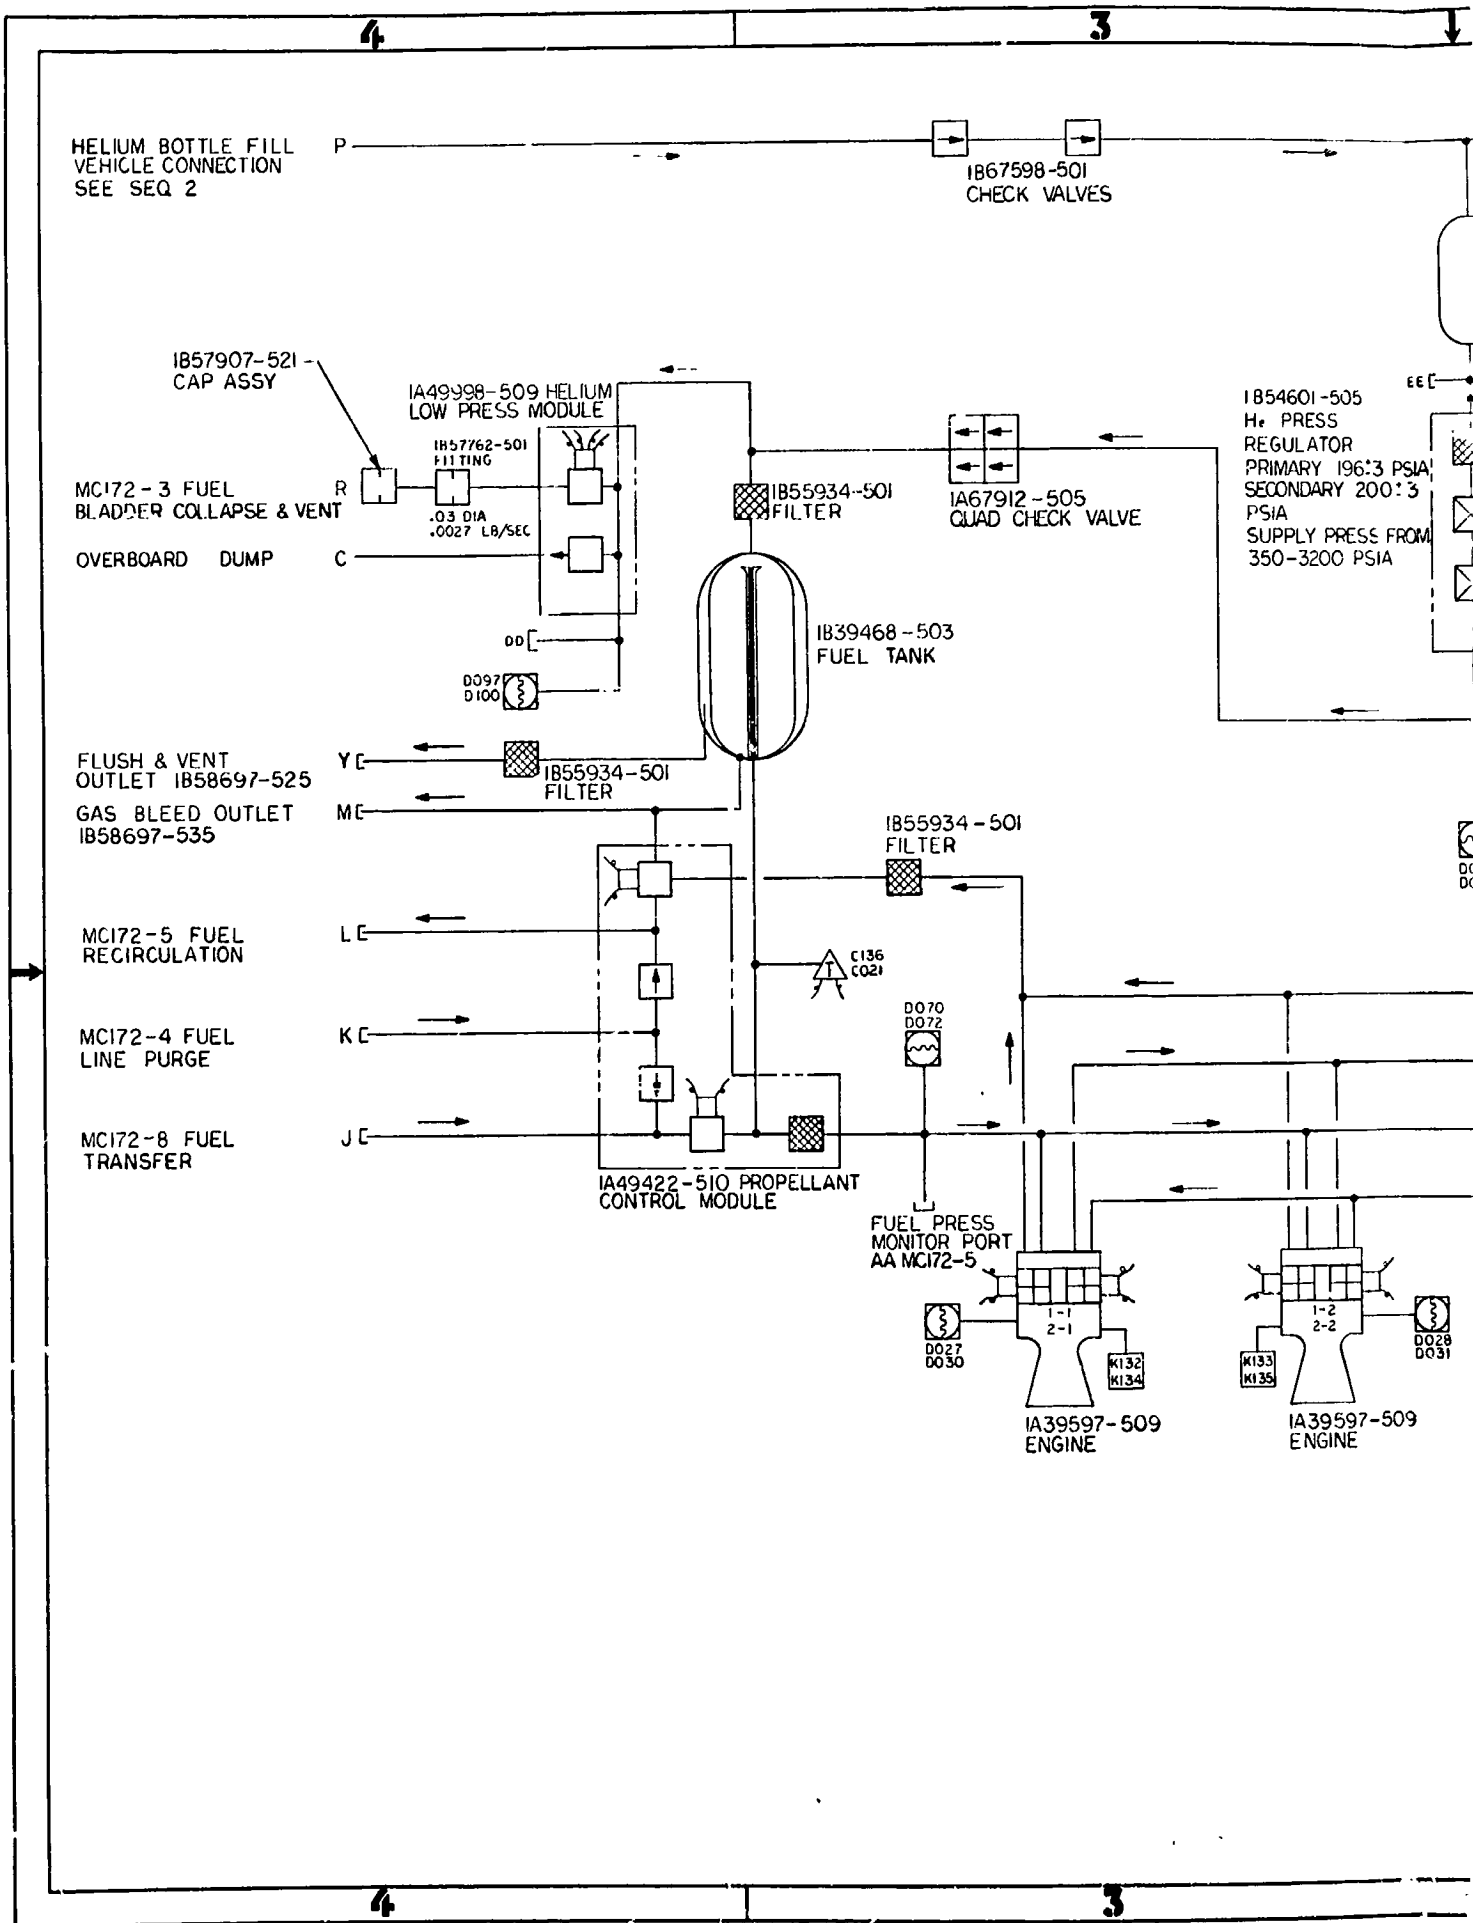 4
3
HELIUM BOTTLE FILL P
VEHICLE CONNECTION
SEE SEQ 2
1B67598-501
CHECK VALVES
1B57907-521
CAP ASSY
1A49998-509 HELIUM
LOW PRESS MODULE
1B57762-501
FITTING
.03 DIA
.0027 LB/SEC
MC172-3 FUEL R
BLADDER COLLAPSE & VENT
OVERBOARD DUMP C
1B55934-501
FILTER
1A67912-505
QUAD CHECK VALVE
EE
1B54601-505
He PRESS
REGULATOR
PRIMARY 196±3 PSIA
SECONDARY 200±3
PSIA
SUPPLY PRESS FROM
350-3200 PSIA
1B39468-503
FUEL TANK
DD
D097
D100
FLUSH & VENT Y
OUTLET 1B58697-525
1B55934-501
FILTER
GAS BLEED OUTLET M
1B58697-535
1B55934-501
FILTER
MC172-5 FUEL L
RECIRCULATION
T
C136
C021
MC172-4 FUEL K
LINE PURGE
D070
D072
MC172-8 FUEL J
TRANSFER
1A49422-510 PROPELLANT
CONTROL MODULE
FUEL PRESS
MONITOR PORT
AA MC172-5
1-1
2-1
D027
D030
K132
K134
1A39597-509
ENGINE
1-2
2-2
K133
K135
D028
D031
1A39597-509
ENGINE
4
3